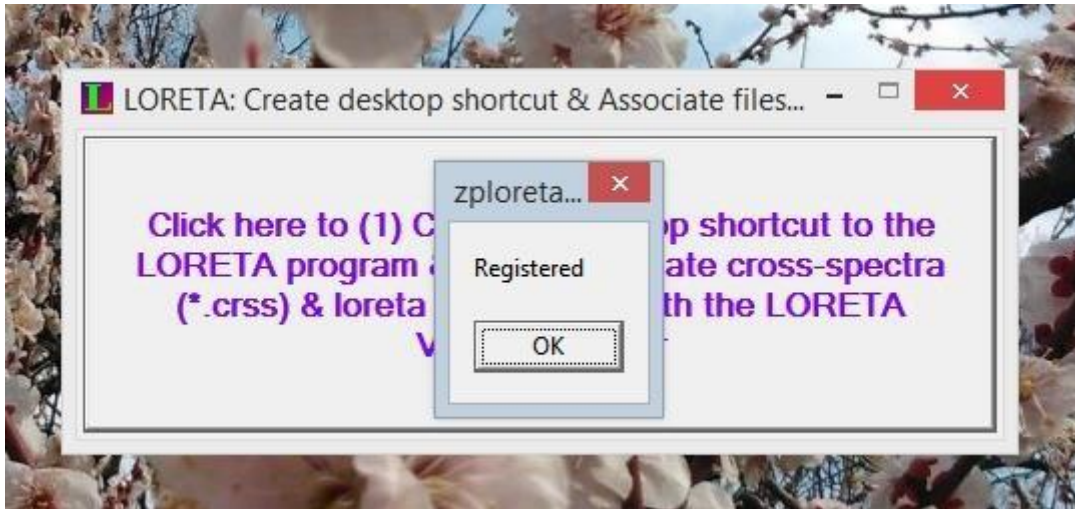 LORETA: Create desktop shortcut & Associate files...
zploreta...
Click here to (1) C p shortcut to the
LORETA program ate cross-spectra
Registered
(*.crss) & loreta th the LORETA
OK